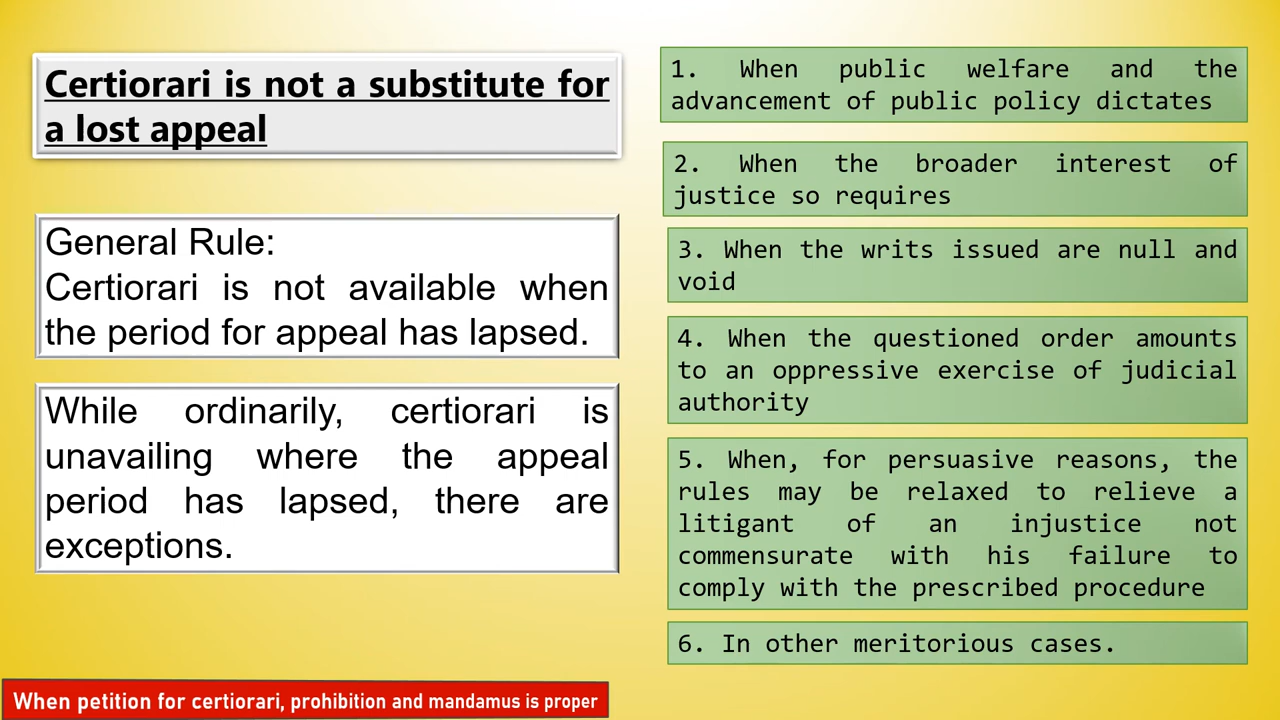 Certiorari is not a substitute for
a lost appeal
General Rule:
Certiorari is not available when
the period for appeal has lapsed.
While ordinarily, certiorari is
unavailing where the appeal
period has lapsed, there are
exceptions.
1. When public welfare and the
advancement of public policy dictates
2. When the broader interest of
justice so requires
3. When the writs issued are null and
void
4. When the questioned order amounts
to an oppressive exercise of judicial
authority
5. When, for persuasive reasons, the
rules may be relaxed to relieve a
litigant of an injustice not
commensurate with his failure to
comply with the prescribed procedure
6. In other meritorious cases.
When petition for certiorari, prohibition and mandamus is proper